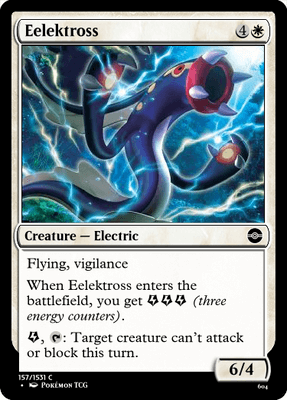 Eelektross 4
Creature — Electric
Flying, vigilance
When Eelektross enters the
battlefield, you get (three
energy counters).
, : Target creature can't attack
or block this turn.
6/4
157/1531 C
• Pokémon TCG
604